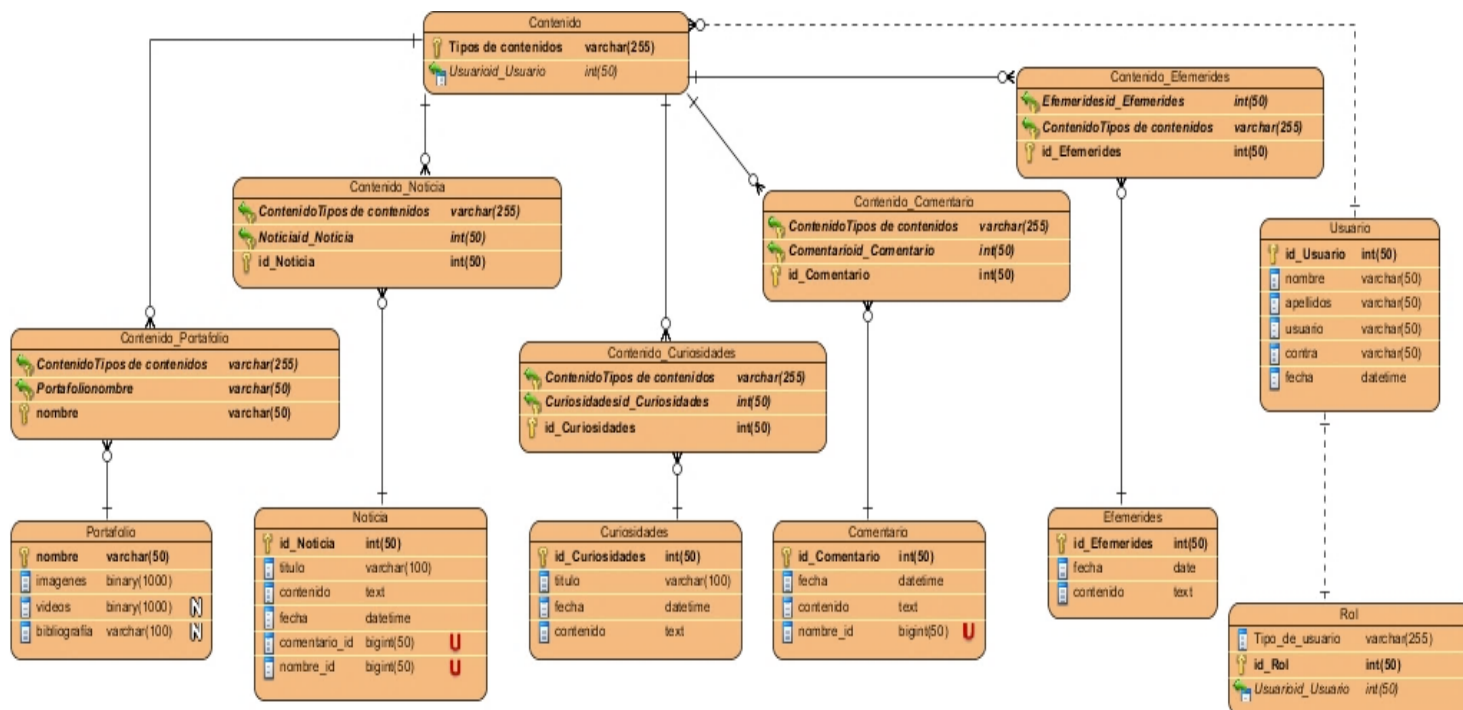 Contenido
Tipos de contenidos varchar(255)
Usuarioid_Usuario int(50)
Contenido_Efemerides
Efemeridesid_Efemerides int(50)
ContenidoTipos de contenidos varchar(255)
id_Efemerides int(50)
Contenido_Noticia
ContenidoTipos de contenidos varchar(255)
Noticiaid_Noticia int(50)
id_Noticia int(50)
Contenido_Comentario
ContenidoTipos de contenidos varchar(255)
Comentarioid_Comentario int(50)
id_Comentario int(50)
Usuario
id_Usuario int(50)
nombre varchar(50)
apellidos varchar(50)
usuario varchar(50)
contra varchar(50)
fecha datetime
Contenido_Portafolio
ContenidoTipos de contenidos varchar(255)
Portafolionombre varchar(50)
nombre varchar(50)
Contenido_Curiosidades
ContenidoTipos de contenidos varchar(255)
Curiosidadesid_Curiosidades int(50)
id_Curiosidades int(50)
Portafolio
nombre varchar(50)
imagenes binary(1000)
videos binary(1000) N
bibliografia varchar(100) N
Noticia
id_Noticia int(50)
titulo varchar(100)
contenido text
fecha datetime
comentario_id bigint(50) U
nombre_id bigint(50) U
Curiosidades
id_Curiosidades int(50)
titulo varchar(100)
fecha datetime
contenido text
Comentario
id_Comentario int(50)
fecha datetime
contenido text
nombre_id bigint(50) U
Efemerides
id_Efemerides int(50)
fecha date
contenido text
Rol
Tipo_de_usuario varchar(255)
id_Rol int(50)
Usuarioid_Usuario int(50)